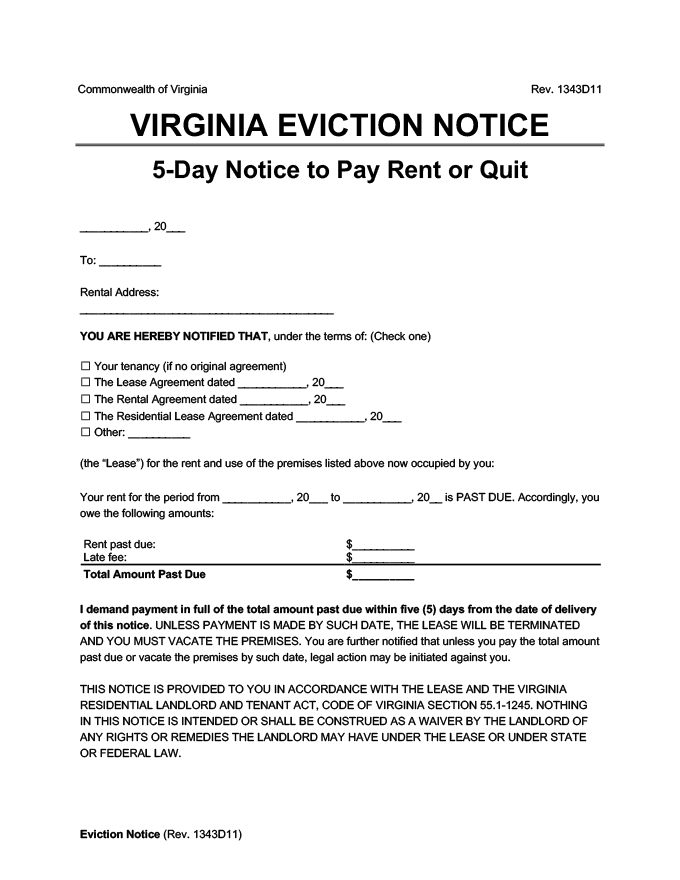 Commonwealth of Virginia Rev. 1343D11
VIRGINIA EVICTION NOTICE
5-Day Notice to Pay Rent or Quit
___________, 20___
To: __________
Rental Address:
_________________________________________
YOU ARE HEREBY NOTIFIED THAT, under the terms of: (Check one)
☐ Your tenancy (if no original agreement)
☐ The Lease Agreement dated ___________, 20___
☐ The Rental Agreement dated ___________, 20___
☐ The Residential Lease Agreement dated ___________, 20___
☐ Other: __________
(the “Lease”) for the rent and use of the premises listed above now occupied by you:
Your rent for the period from ___________, 20___ to ___________, 20__ is PAST DUE. Accordingly, you
owe the following amounts:
Rent past due: $__________
Late fee: $__________
Total Amount Past Due $__________
I demand payment in full of the total amount past due within five (5) days from the date of delivery
of this notice. UNLESS PAYMENT IS MADE BY SUCH DATE, THE LEASE WILL BE TERMINATED
AND YOU MUST VACATE THE PREMISES. You are further notified that unless you pay the total amount
past due or vacate the premises by such date, legal action may be initiated against you.
THIS NOTICE IS PROVIDED TO YOU IN ACCORDANCE WITH THE LEASE AND THE VIRGINIA
RESIDENTIAL LANDLORD AND TENANT ACT, CODE OF VIRGINIA SECTION 55.1-1245. NOTHING
IN THIS NOTICE IS INTENDED OR SHALL BE CONSTRUED AS A WAIVER BY THE LANDLORD OF
ANY RIGHTS OR REMEDIES THE LANDLORD MAY HAVE UNDER THE LEASE OR UNDER STATE
OR FEDERAL LAW.
Eviction Notice (Rev. 1343D11)